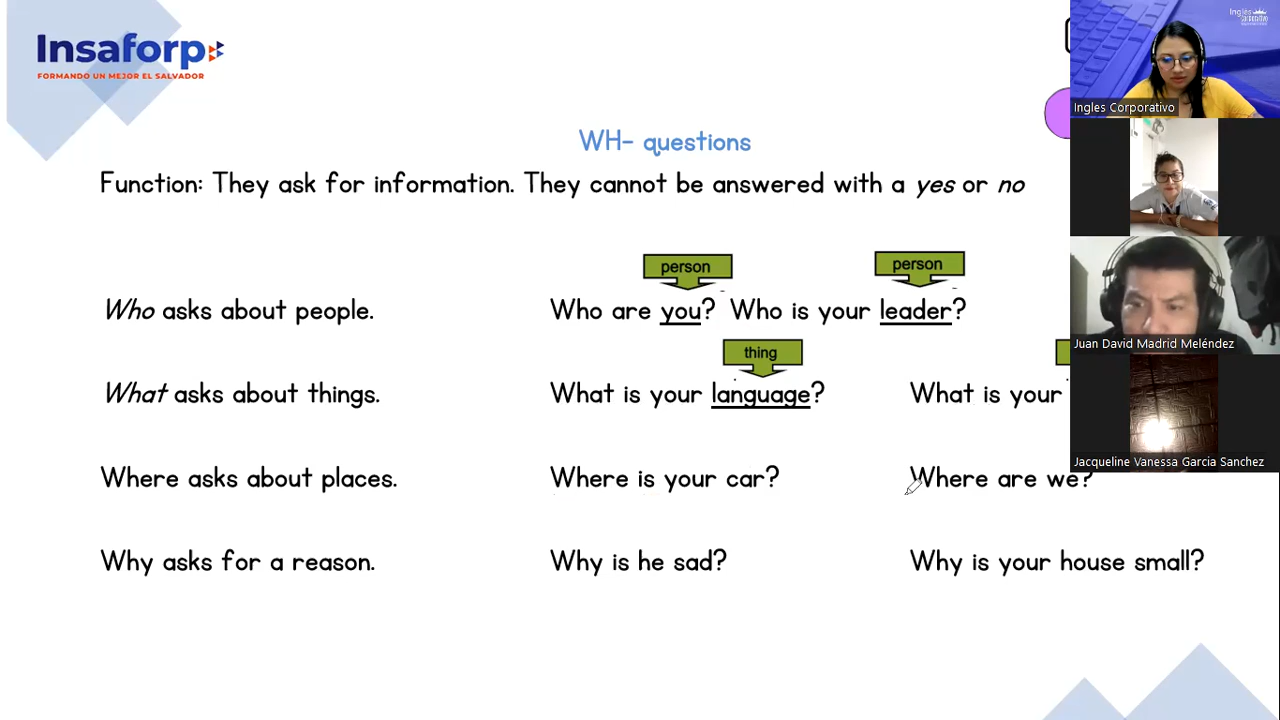 Insaforp
FORMANDO UN MEJOR EL SALVADOR
Ingles
Corporativo
Ingles Corporativo
WH- questions
Function: They ask for information. They cannot be answered with a yes or no
person
person
Who asks about people.
Who are you? Who is your leader?
Juan David Madrid Meléndez
thing
What asks about things.
What is your language?
What is your
Jacqueline Vanessa Garcia Sanchez
Where asks about places.
Where is your car?
Where are we?
Why asks for a reason.
Why is he sad?
Why is your house small?